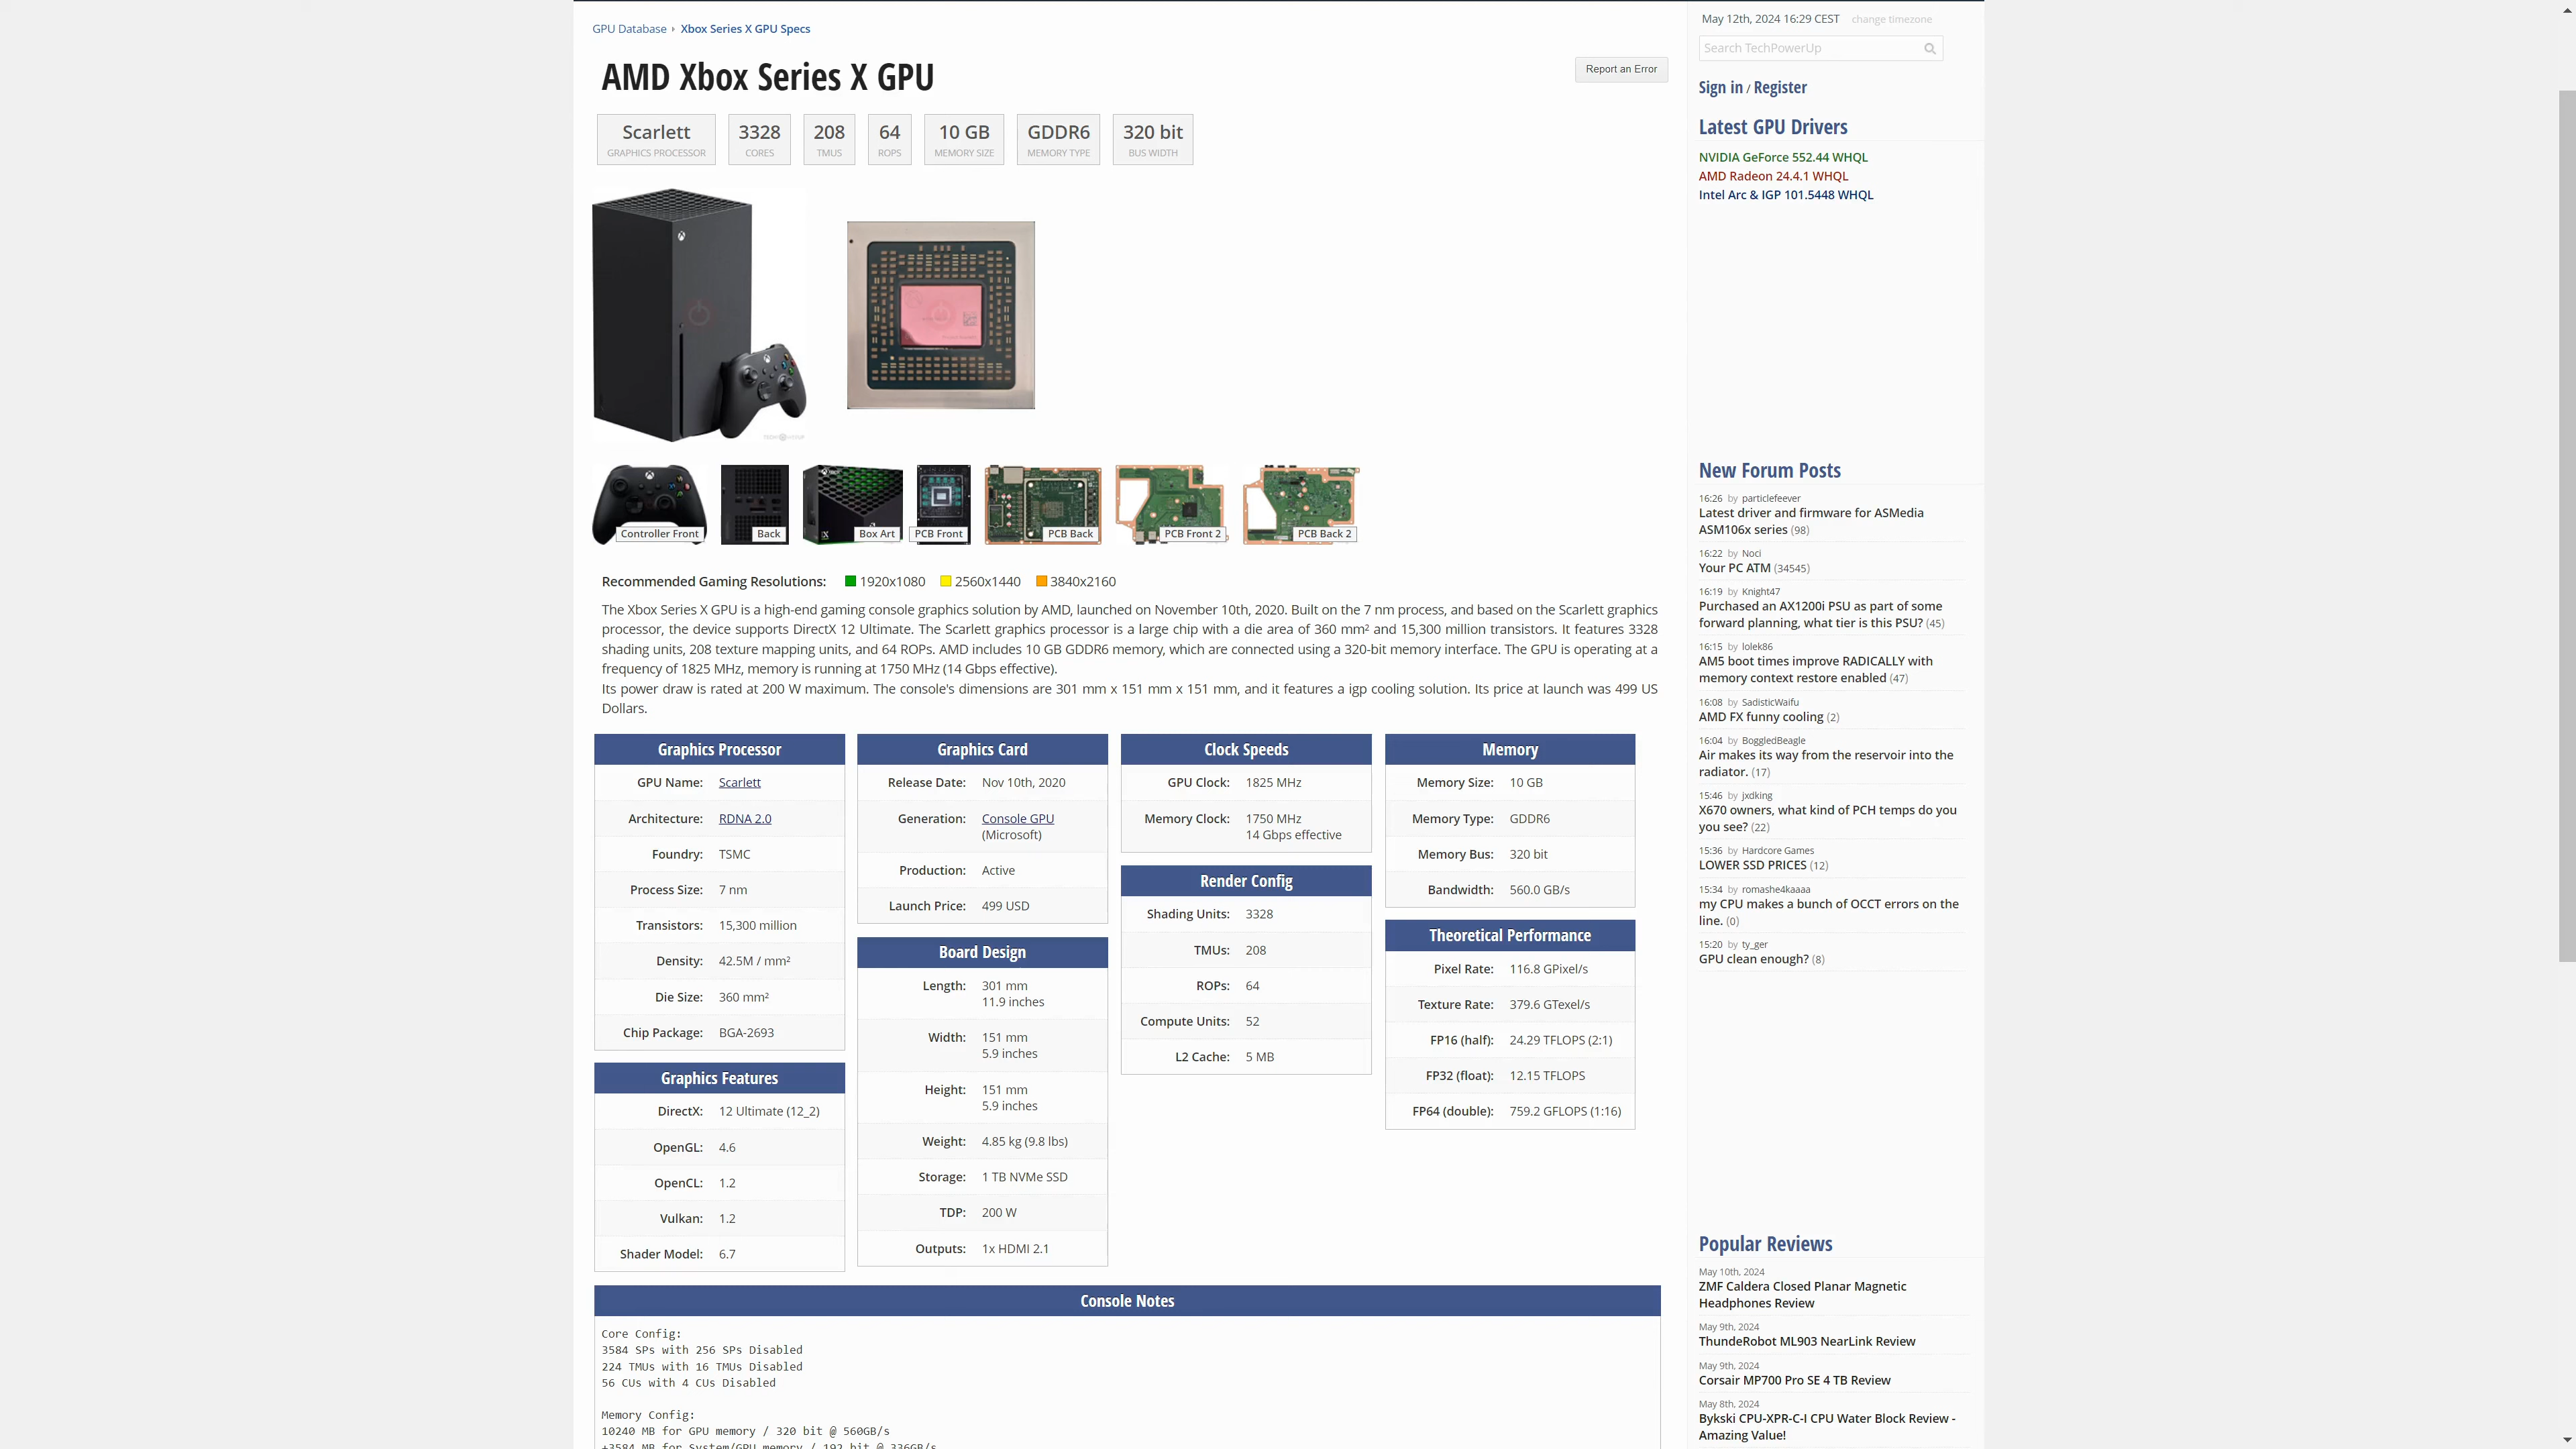 GPU Database › Xbox Series X GPU Specs
AMD Xbox Series X GPU
Report an Error
Scarlett
GRAPHICS PROCESSOR
3328
CORES
208
TMUS
64
ROPS
10 GB
MEMORY SIZE
GDDR6
MEMORY TYPE
320 bit
BUS WIDTH
Controller Front
Back
Box Art
PCB Front
PCB Back
PCB Front 2
PCB Back 2
Recommended Gaming Resolutions: 1920x1080 2560x1440 3840x2160
The Xbox Series X GPU is a high-end gaming console graphics solution by AMD, launched on November 10th, 2020. Built on the 7 nm process, and based on the Scarlett graphics
processor, the device supports DirectX 12 Ultimate. The Scarlett graphics processor is a large chip with a die area of 360 mm² and 15,300 million transistors. It features 3328
shading units, 208 texture mapping units, and 64 ROPs. AMD includes 10 GB GDDR6 memory, which are connected using a 320-bit memory interface. The GPU is operating at a
frequency of 1825 MHz, memory is running at 1750 MHz (14 Gbps effective).
Its power draw is rated at 200 W maximum. The console's dimensions are 301 mm x 151 mm x 151 mm, and it features a igp cooling solution. Its price at launch was 499 US
Dollars.
Graphics Processor
GPU Name: Scarlett
Architecture: RDNA 2.0
Foundry: TSMC
Process Size: 7 nm
Transistors: 15,300 million
Density: 42.5M / mm²
Die Size: 360 mm²
Chip Package: BGA-2693
Graphics Features
DirectX: 12 Ultimate (12_2)
OpenGL: 4.6
OpenCL: 1.2
Vulkan: 1.2
Shader Model: 6.7
Graphics Card
Release Date: Nov 10th, 2020
Generation: Console GPU
(Microsoft)
Production: Active
Launch Price: 499 USD
Board Design
Length: 301 mm
11.9 inches
Width: 151 mm
5.9 inches
Height: 151 mm
5.9 inches
Weight: 4.85 kg (9.8 lbs)
Storage: 1 TB NVMe SSD
TDP: 200 W
Outputs: 1x HDMI 2.1
Clock Speeds
GPU Clock: 1825 MHz
Memory Clock: 1750 MHz
14 Gbps effective
Render Config
Shading Units: 3328
TMUs: 208
ROPs: 64
Compute Units: 52
L2 Cache: 5 MB
Memory
Memory Size: 10 GB
Memory Type: GDDR6
Memory Bus: 320 bit
Bandwidth: 560.0 GB/s
Theoretical Performance
Pixel Rate: 116.8 GPixel/s
Texture Rate: 379.6 GTexel/s
FP16 (half): 24.29 TFLOPS (2:1)
FP32 (float): 12.15 TFLOPS
FP64 (double): 759.2 GFLOPS (1:16)
Console Notes
Core Config:
3584 SPs with 256 SPs Disabled
224 TMUs with 16 TMUs Disabled
56 CUs with 4 CUs Disabled
Memory Config:
10240 MB for GPU memory / 320 bit @ 560GB/s
+3584 MB for System/GPU memory / 192 bit @ 336GB/s
May 12th, 2024 16:29 CEST change timezone
Search TechPowerUp
Sign in / Register
Latest GPU Drivers
NVIDIA GeForce 552.44 WHQL
AMD Radeon 24.4.1 WHQL
Intel Arc & IGP 101.5448 WHQL
New Forum Posts
16:26 by particlefeever
Latest driver and firmware for ASMedia
ASM106x series (98)
16:22 by Noci
Your PC ATM (34545)
16:19 by Knight47
Purchased an AX1200i PSU as part of some
forward planning, what tier is this PSU? (45)
16:15 by lolek86
AM5 boot times improve RADICALLY with
memory context restore enabled (47)
16:08 by SadisticWaifu
AMD FX funny cooling (2)
16:04 by BoggledBeagle
Air makes its way from the reservoir into the
radiator. (17)
15:46 by jxdking
X670 owners, what kind of PCH temps do you
you see? (22)
15:36 by Hardcore Games
LOWER SSD PRICES (12)
15:34 by romashe4kaaaa
my CPU makes a bunch of OCCT errors on the
line. (0)
15:20 by ty_ger
GPU clean enough? (8)
Popular Reviews
May 10th, 2024
ZMF Caldera Closed Planar Magnetic
Headphones Review
May 9th, 2024
ThundeRobot ML903 NearLink Review
May 9th, 2024
Corsair MP700 Pro SE 4 TB Review
May 8th, 2024
Bykski CPU-XPR-C-I CPU Water Block Review -
Amazing Value!